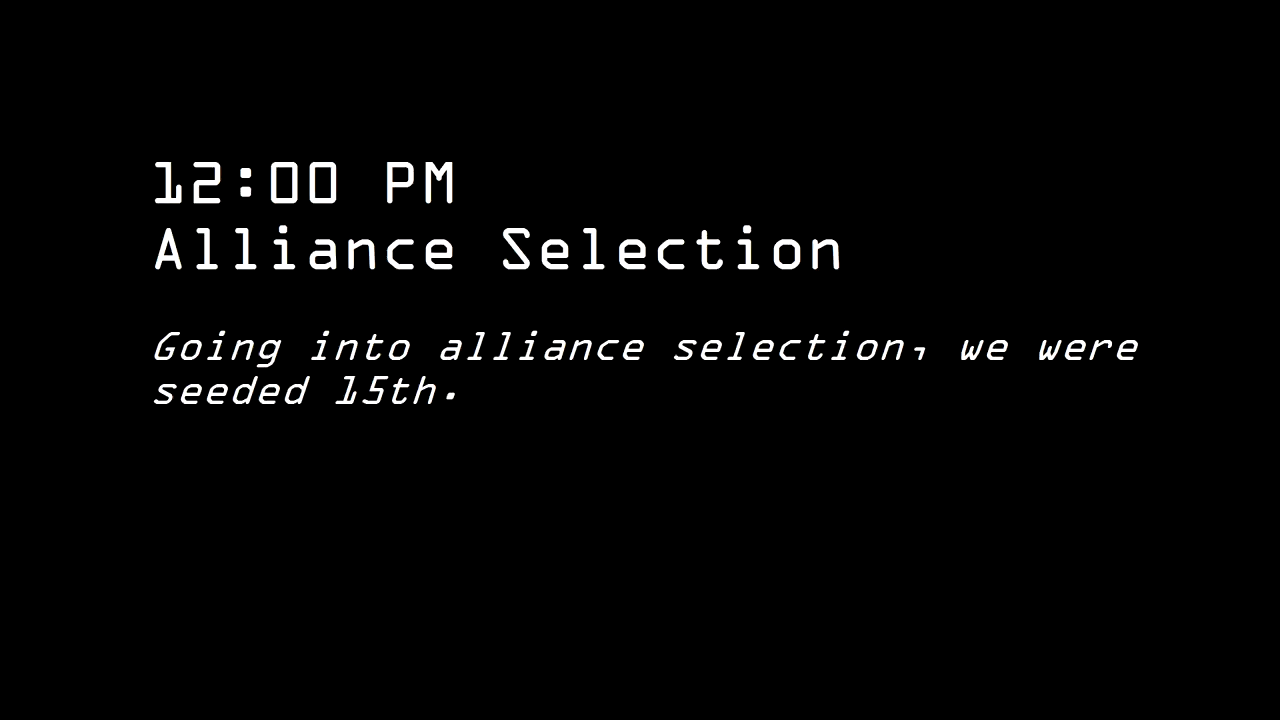 12:00 PM
Alliance Selection
Going into alliance selection, we were
seeded 15th.